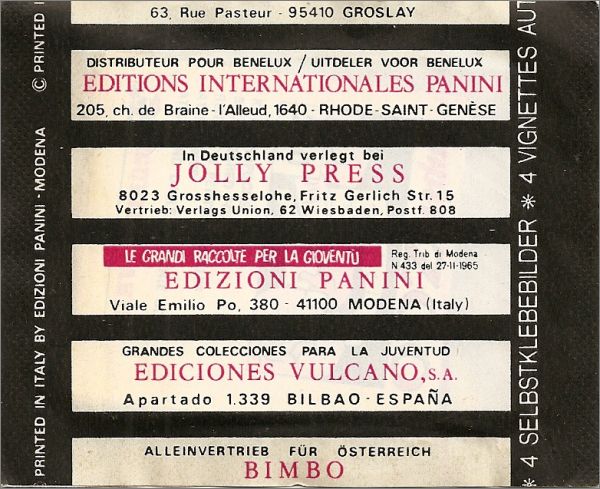 63, Rue Pasteur - 95410 GROSLAY
DISTRIBUTEUR POUR BENELUX / UITDELER VOOR BENELUX
EDITIONS INTERNATIONALES PANINI
205, ch. de Braine-l'Alleud, 1640 - RHODE-SAINT-GENÈSE
In Deutschland verlegt bei
JOLLY PRESS
8023 Grosshesselohe, Fritz Gerlich Str. 15
Vertrieb: Verlags Union, 62 Wiesbaden, Postf. 808
LE GRANDI RACCOLTE PER LA GIOVENTÙ
Reg. Trib di Modena
N 433 del 27-11-1965
EDIZIONI PANINI
Viale Emilio Po, 380 - 41100 MODENA (Italy)
GRANDES COLECCIONES PARA LA JUVENTUD
EDICIONES VULCANO, S.A.
Apartado 1.339 BILBAO - ESPAÑA
ALLEINVERTRIEB FÜR ÖSTERREICH
BIMBO
PRINTED IN ITALY BY EDIZIONI PANINI - MODENA
© PRINTED I
* 4 SELBSTKLEBEBILDER * 4 VIGNETTES AUT